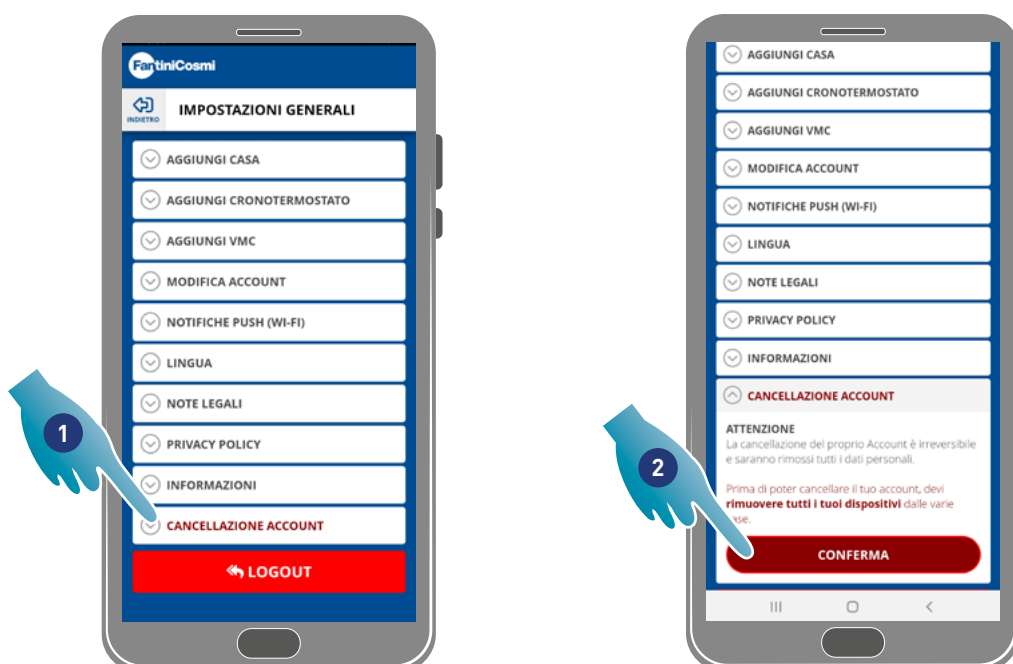 FantiniCosmi
INDIETRO
IMPOSTAZIONI GENERALI
AGGIUNGI CASA
AGGIUNGI CRONOTERMOSTATO
AGGIUNGI VMC
MODIFICA ACCOUNT
NOTIFICHE PUSH (WI-FI)
LINGUA
NOTE LEGALI
PRIVACY POLICY
INFORMAZIONI
CANCELLAZIONE ACCOUNT
LOGOUT
1
AGGIUNGI CASA
AGGIUNGI CRONOTERMOSTATO
AGGIUNGI VMC
MODIFICA ACCOUNT
NOTIFICHE PUSH (WI-FI)
LINGUA
NOTE LEGALI
PRIVACY POLICY
INFORMAZIONI
CANCELLAZIONE ACCOUNT
ATTENZIONE
La cancellazione del proprio Account è irreversibile
e saranno rimossi tutti i dati personali.
Prima di poter cancellare il tuo account, devi
rimuovere tutti i tuoi dispositivi dalle varie
CONFERMA
2